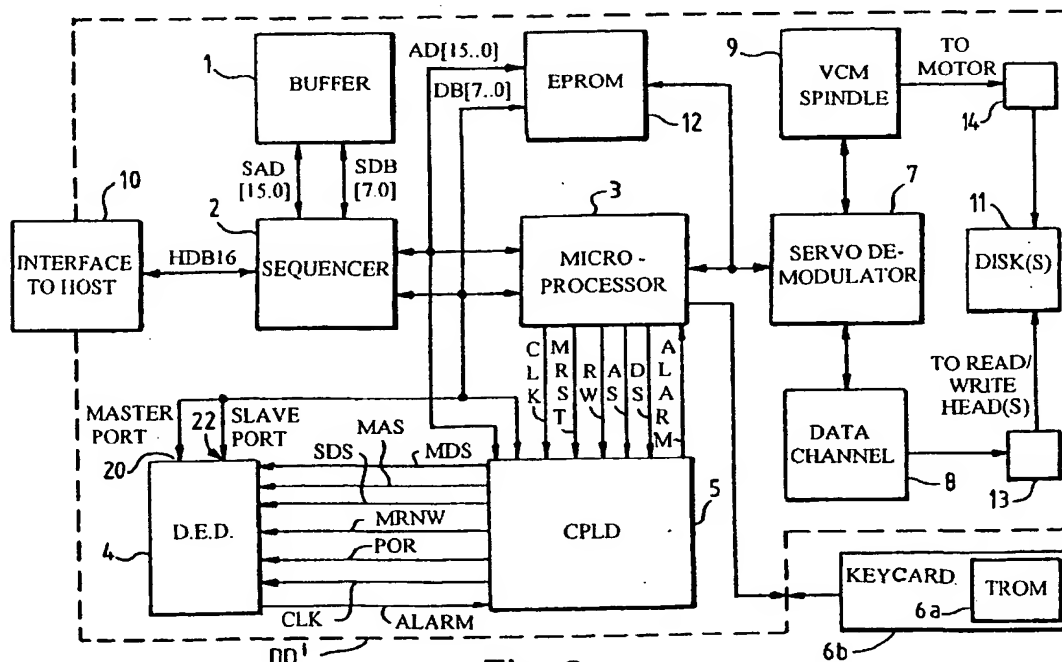 1
BUFFER
AD[15..0]
DB[7..0]
EPROM
12
9
VCM
SPINDLE
TO
MOTOR
14
SAD
[15.0]
SDB
[7.0]
10
INTERFACE
TO HOST
HDB16
2
SEQUENCER
3
MICRO-
PROCESSOR
7
SERVO DE-
MODULATOR
11
DISK(S)
CLK
MRST
RW
AS
DS
ALARM
TO READ/
WRITE
HEAD(S)
DATA
CHANNEL
8
13
MASTER
PORT
20
22
SLAVE
PORT
SDS
MAS
MDS
MRNW
POR
CLK
ALARM
D.E.D.
4
CPLD
5
KEYCARD
TROM
6a
6b
DD'